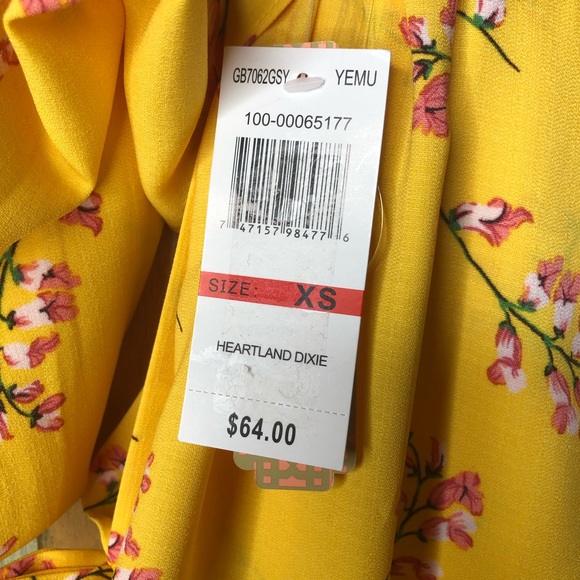 GB7062GSY YEMU
100-00065177
7 47157 98477 6
SIZE: XS
HEARTLAND DIXIE
$64.00